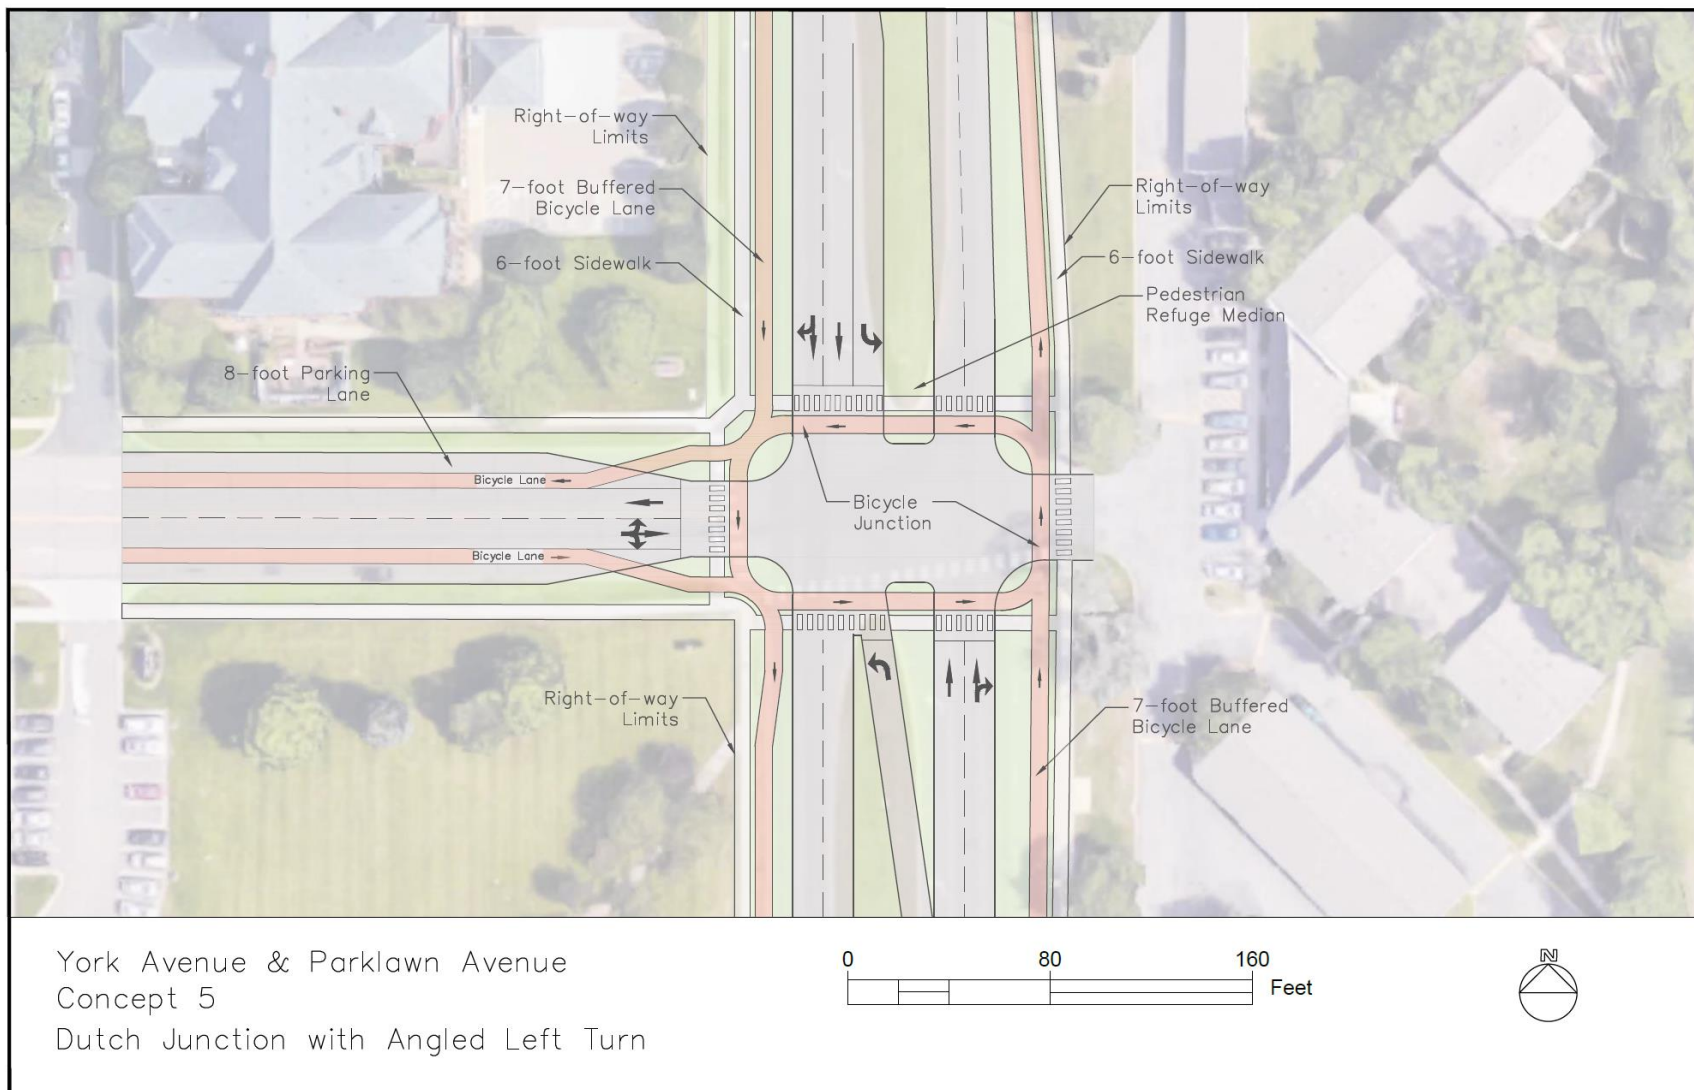 Right-of-way
Limits
7-foot Buffered
Bicycle Lane
6-foot Sidewalk
Right-of-way
Limits
6-foot Sidewalk
Pedestrian
Refuge Median
8-foot Parking
Lane
Bicycle Lane
Bicycle
Junction
Bicycle Lane
Right-of-way
Limits
7-foot Buffered
Bicycle Lane
York Avenue & Parklawn Avenue
Concept 5
Dutch Junction with Angled Left Turn
0 80 160
Feet
N